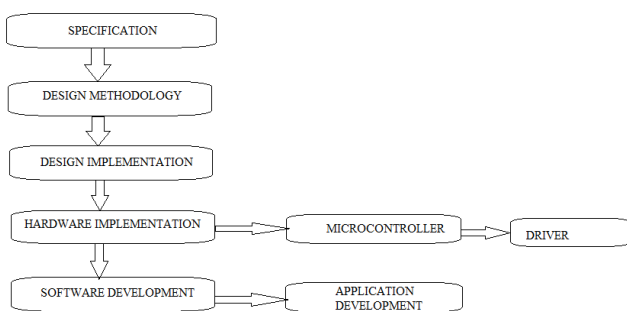 SPECIFICATION
DESIGN METHODOLOGY
DESIGN IMPLEMENTATION
HARDWARE IMPLEMENTATION
MICROCONTROLLER
DRIVER
SOFTWARE DEVELOPMENT
APPLICATION
DEVELOPMENT